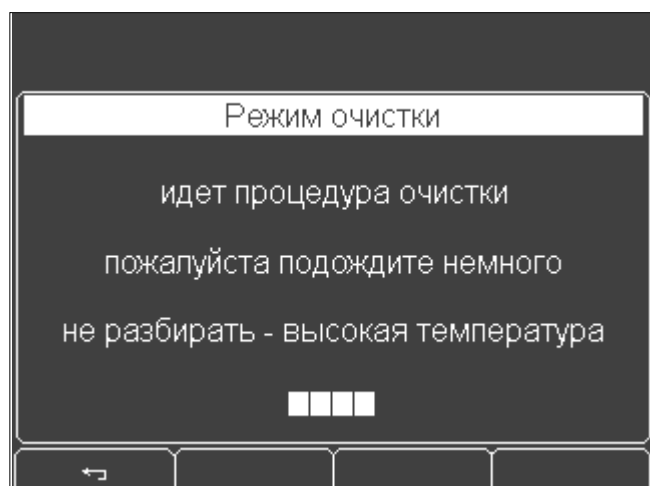 Режим очистки
идет процедура очистки
пожалуйста подождите немного
не разбирать - высокая температура